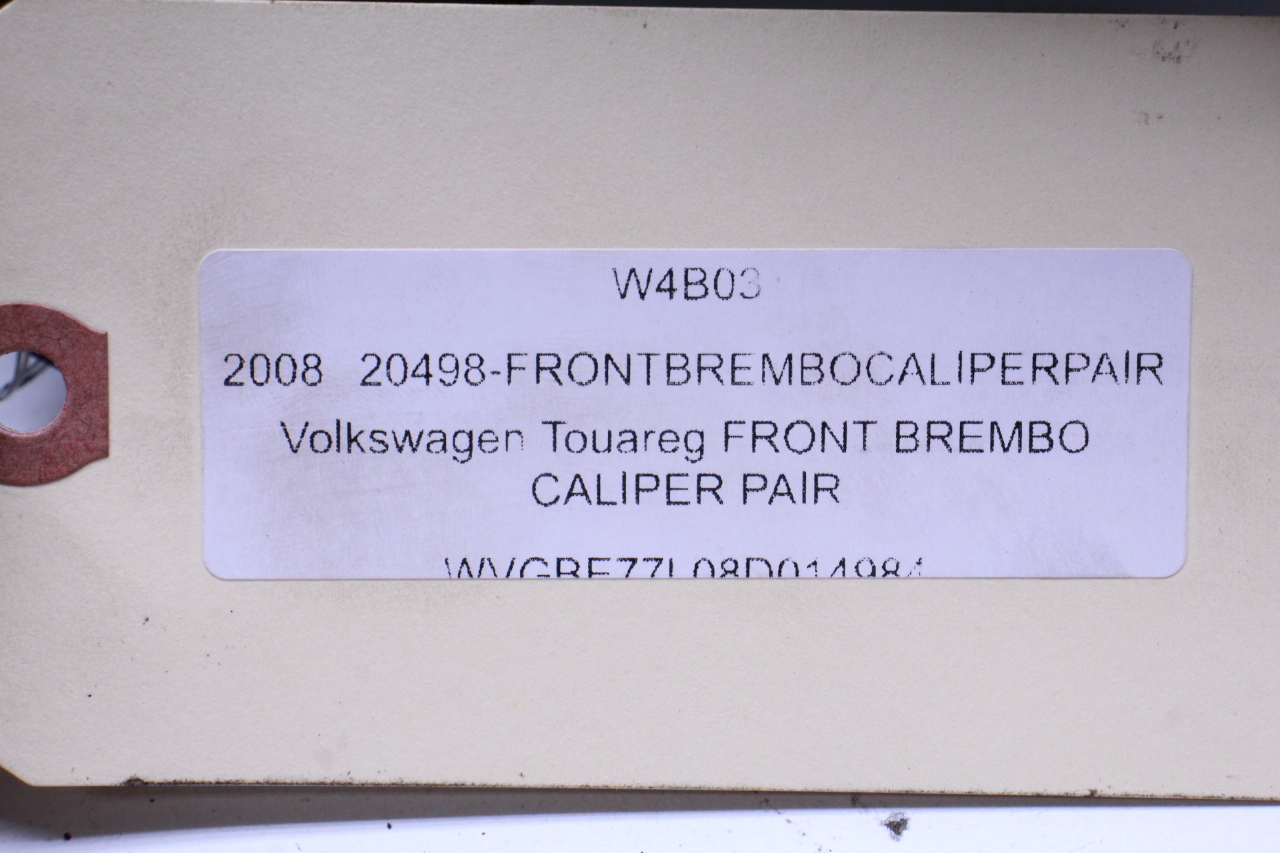 W4B03
2008 20498-FRONTBREMBOCALIPERPAIR
Volkswagen Touareg FRONT BREMBO
CALIPER PAIR